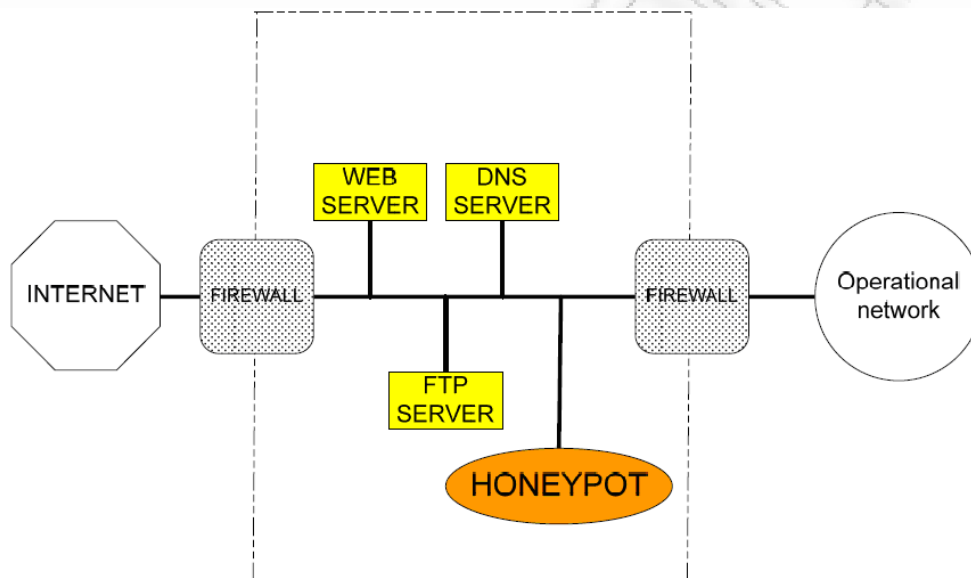 WEB
SERVER
DNS
SERVER
INTERNET
FIREWALL
FIREWALL
Operational
network
FTP
SERVER
HONEYPOT